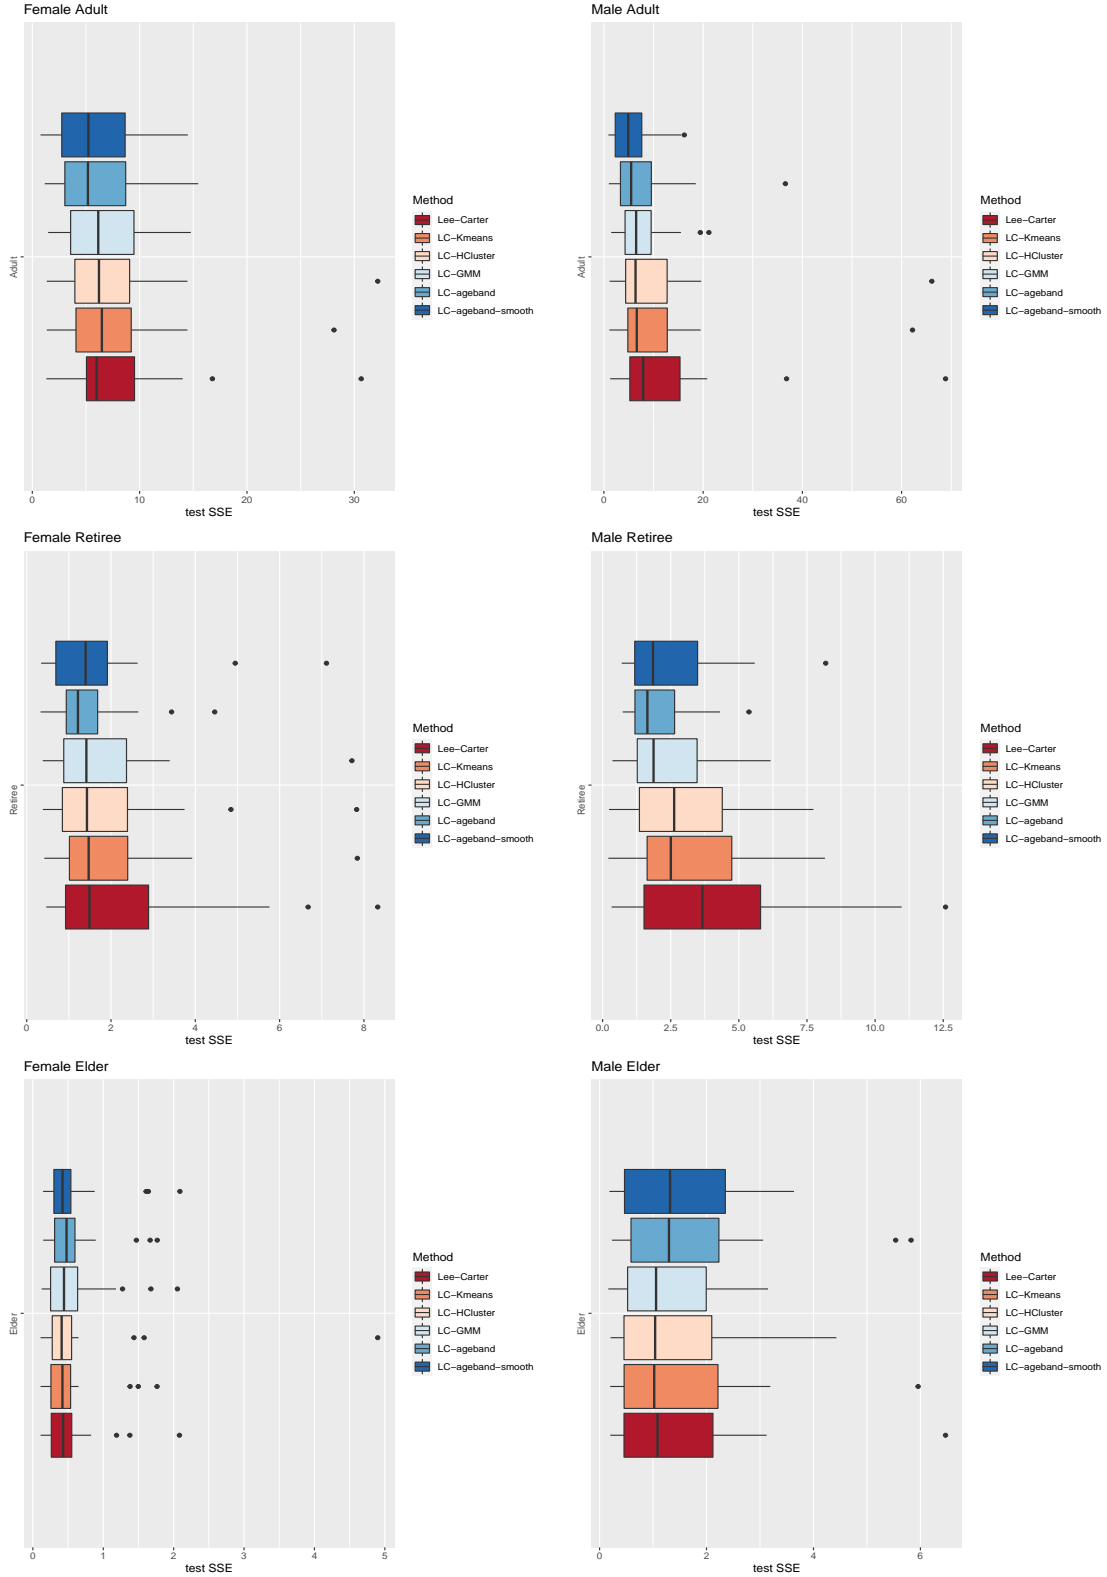 Female Adult
Adult
0 10 20 30
test SSE
Method
Lee−Carter
LC−Kmeans
LC−HCluster
LC−GMM
LC−ageband
LC−ageband−smooth
Male Adult
Adult
0 20 40 60
test SSE
Method
Lee−Carter
LC−Kmeans
LC−HCluster
LC−GMM
LC−ageband
LC−ageband−smooth
Female Retiree
Retiree
0 2 4 6 8
test SSE
Method
Lee−Carter
LC−Kmeans
LC−HCluster
LC−GMM
LC−ageband
LC−ageband−smooth
Male Retiree
Retiree
0.0 2.5 5.0 7.5 10.0 12.5
test SSE
Method
Lee−Carter
LC−Kmeans
LC−HCluster
LC−GMM
LC−ageband
LC−ageband−smooth
Female Elder
Elder
0 1 2 3 4 5
test SSE
Method
Lee−Carter
LC−Kmeans
LC−HCluster
LC−GMM
LC−ageband
LC−ageband−smooth
Male Elder
Elder
0 2 4 6
test SSE
Method
Lee−Carter
LC−Kmeans
LC−HCluster
LC−GMM
LC−ageband
LC−ageband−smooth